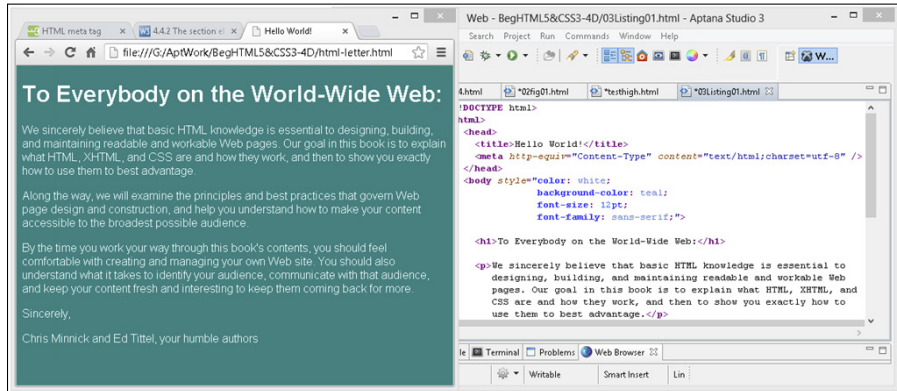 HTML meta tag
4.4.2 The section el
Hello World!
file:///G:/AptWork/BegHTML5&CSS3-4D/html-letter.html
To Everybody on the World-Wide Web:
We sincerely believe that basic HTML knowledge is essential to designing, building,
and maintaining readable and workable Web pages. Our goal in this book is to explain
what HTML, XHTML, and CSS are and how they work, and then to show you exactly
how to use them to best advantage.
Along the way, we will examine the principles and best practices that govern Web
page design and construction, and help you understand how to make your content
accessible to the broadest possible audience.
By the time you work your way through this book's contents, you should feel
comfortable with creating and managing your own Web site. You should also
understand what it takes to identify your audience, communicate with that audience,
and keep your content fresh and interesting to keep them coming back for more.
Sincerely,
Chris Minnick and Ed Tittel, your humble authors
Web - BegHTML5&CSS3-4D/03Listing01.html - Aptana Studio 3
Search Project Run Commands Window Help
W...
4.html *02fig01.html *testhigh.html *03Listing01.html
!DOCTYPE html>
html>
<head>
<title>Hello World!</title>
<meta http-equiv="Content-Type" content="text/html;charset=utf-8" />
</head>
<body style="color: white;
background-color: teal;
font-size: 12pt;
font-family: sans-serif;">
<h1>To Everybody on the World-Wide Web:</h1>
<p>We sincerely believe that basic HTML knowledge is essential to
designing, building, and maintaining readable and workable Web
pages. Our goal in this book is to explain what HTML, XHTML, and
CSS are and how they work, and then to show you exactly how to
use them to best advantage.</p>
le Terminal Problems Web Browser
Writable Smart Insert Lin